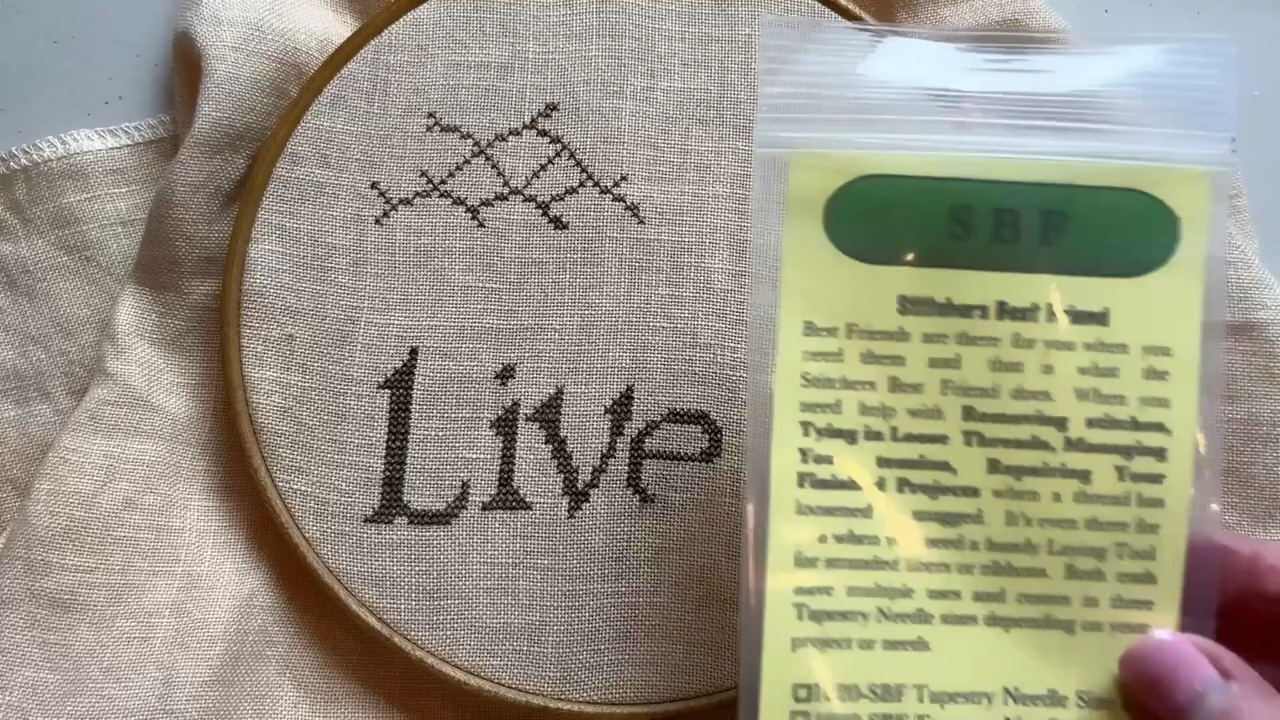 Live
SBF
Stitchers Best Friend
Best Friends are there for you when you
need them and that is what the
Stitchers Best Friend does. When you
need help with Removing stitches,
Tying in Loose Threads, Managing
Repairing Your
Finished Projects when a thread has
loosened snagged. It's even there for
when need a handy Laying Tool
for stranded fibers or ribbons. Both ends
have multiple uses and comes in three
Tapestry Needle sizes depending on your
project or needs.
-SBF Tapestry Needle